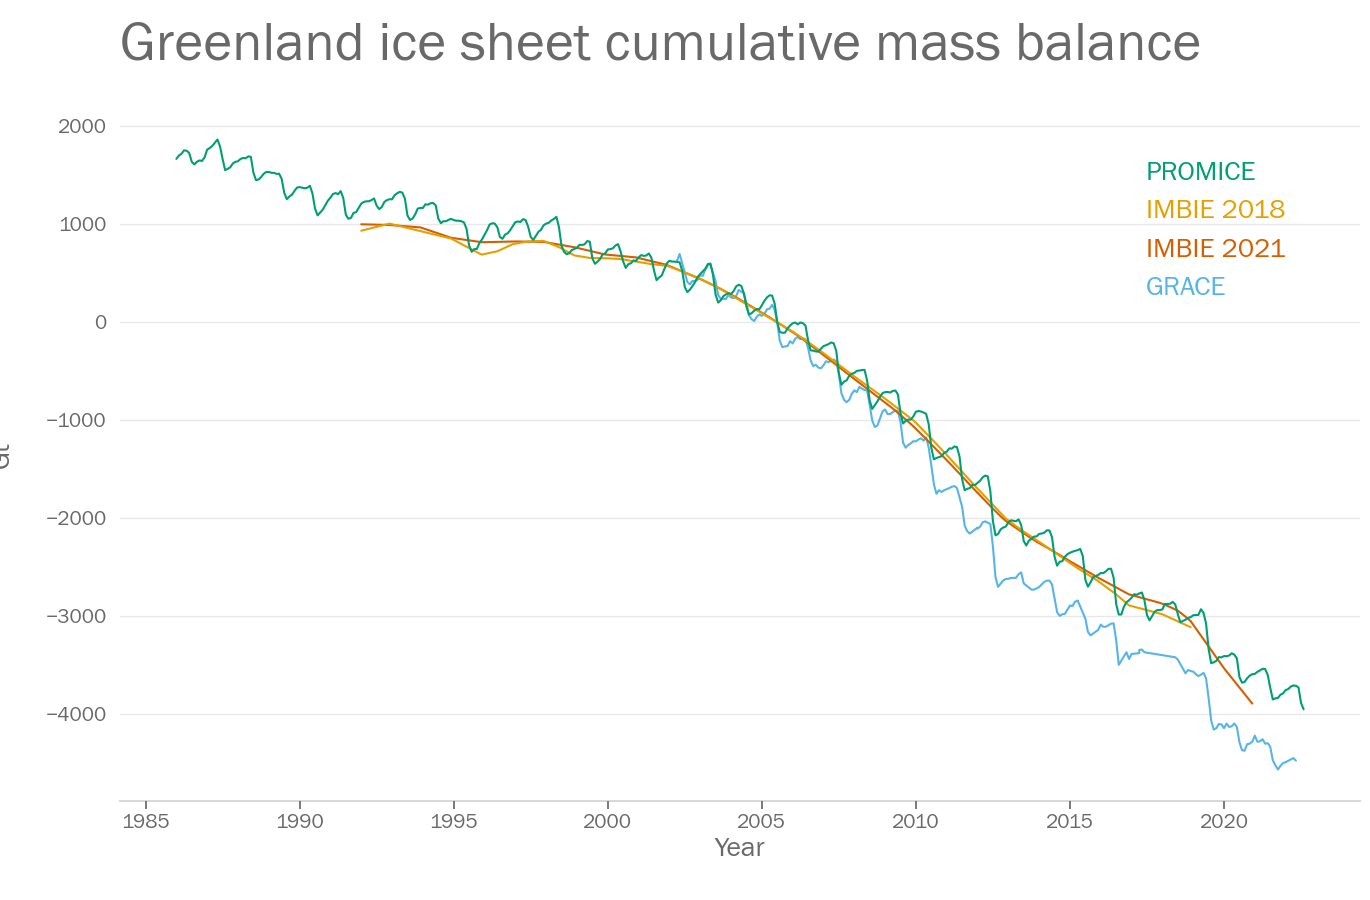 Greenland ice sheet cumulative mass balance
2000
1000
0
−1000
−2000
−3000
−4000
PROMICE
IMBIE 2018
IMBIE 2021
GRACE
1985 1990 1995 2000 2005 2010 2015 2020
Year